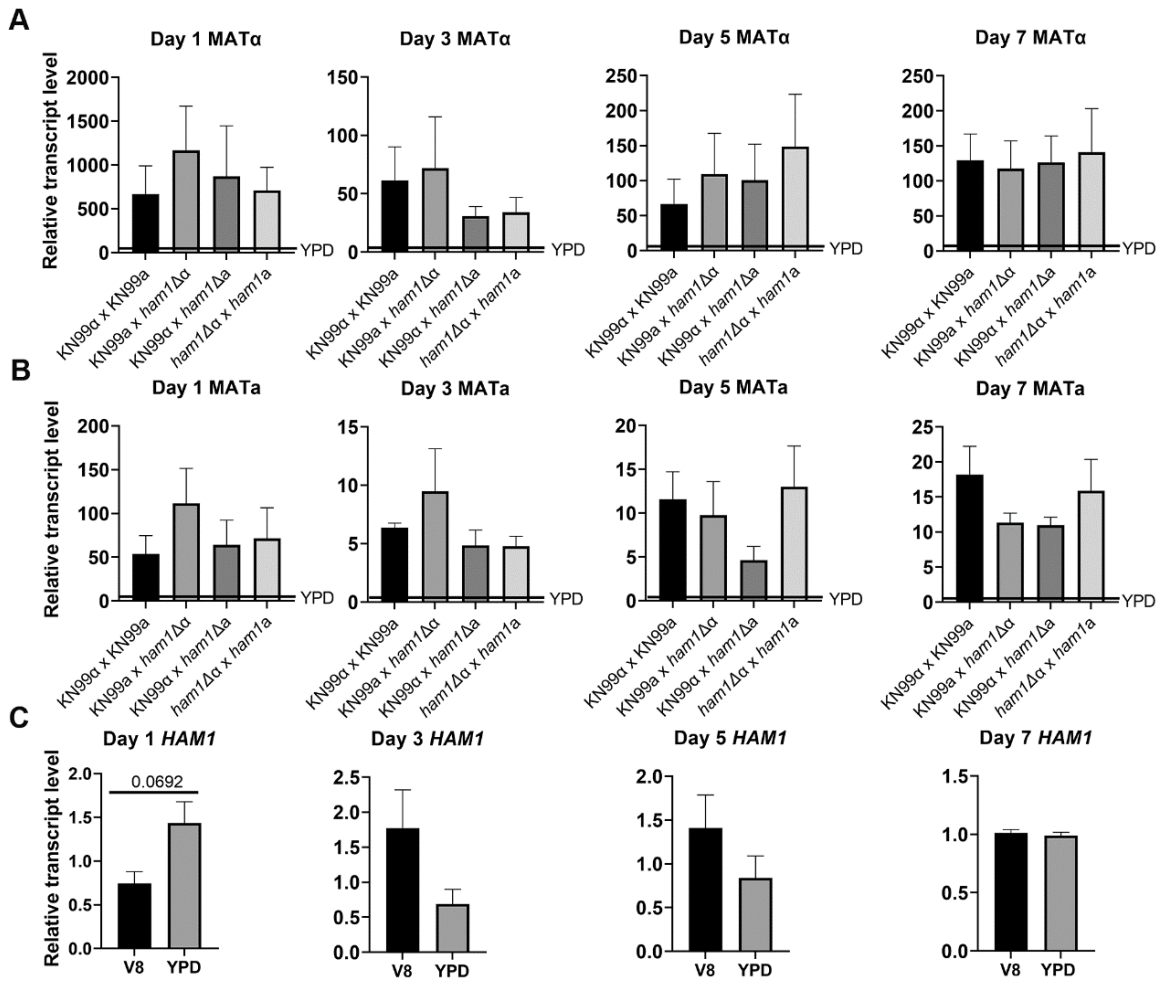 A
Day 1 MATα
Day 3 MATα
Day 5 MATα
Day 7 MATα
Relative transcript level
2000
1500
1000
500
0
YPD
150
100
50
0
YPD
250
200
150
100
50
0
YPD
250
200
150
100
50
0
YPD
KN99α x KN99a
KN99a x ham1Δα
KN99α x ham1Δa
ham1Δα x ham1a
KN99α x KN99a
KN99a x ham1Δα
KN99α x ham1Δa
ham1Δα x ham1a
KN99α x KN99a
KN99a x ham1Δα
KN99α x ham1Δa
ham1Δα x ham1a
KN99α x KN99a
KN99a x ham1Δα
KN99α x ham1Δa
ham1Δα x ham1a
B
Day 1 MATa
Day 3 MATa
Day 5 MATa
Day 7 MATa
Relative transcript level
200
150
100
50
0
YPD
15
10
5
0
YPD
20
15
10
5
0
YPD
25
20
15
10
5
0
YPD
KN99α x KN99a
KN99a x ham1Δα
KN99α x ham1Δa
ham1Δα x ham1a
KN99α x KN99a
KN99a x ham1Δα
KN99α x ham1Δa
ham1Δα x ham1a
KN99α x KN99a
KN99a x ham1Δα
KN99α x ham1Δa
ham1Δα x ham1a
KN99α x KN99a
KN99a x ham1Δα
KN99α x ham1Δa
ham1Δα x ham1a
C
Day 1 HAM1
Day 3 HAM1
Day 5 HAM1
Day 7 HAM1
Relative transcript level
2.0
1.5
1.0
0.5
0.0
0.0692
V8
YPD
2.5
2.0
1.5
1.0
0.5
0.0
V8
YPD
2.0
1.5
1.0
0.5
0.0
V8
YPD
1.5
1.0
0.5
0.0
V8
YPD